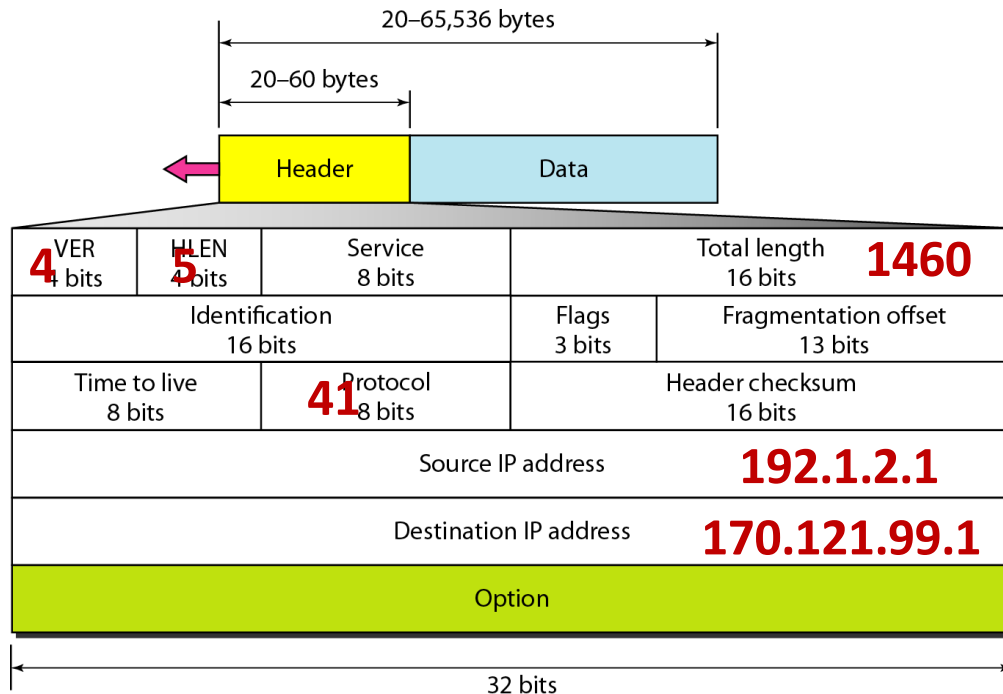 20–65,536 bytes
20–60 bytes
Header
Data
VER
4 bits
4
HLEN
4 bits
5
Service
8 bits
Total length
16 bits
1460
Identification
16 bits
Flags
3 bits
Fragmentation offset
13 bits
Time to live
8 bits
Protocol
8 bits
41
Header checksum
16 bits
Source IP address
192.1.2.1
Destination IP address
170.121.99.1
Option
32 bits